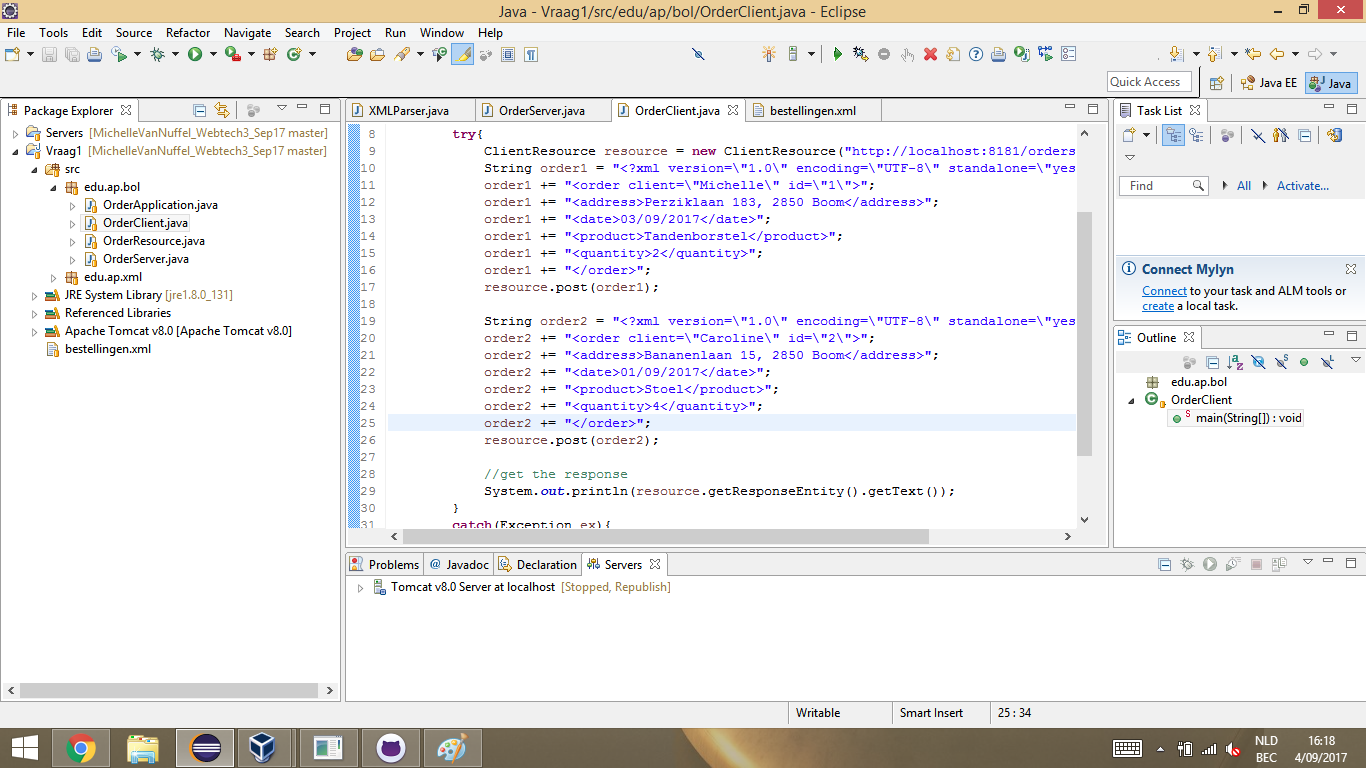 Java - Vraag1/src/edu/ap/bol/OrderClient.java - Eclipse
File Tools Edit Source Refactor Navigate Search Project Run Window Help
Quick Access Java EE Java
Package Explorer
Servers [MichelleVanNuffel_Webtech3_Sep17 master]
Vraag1 [MichelleVanNuffel_Webtech3_Sep17 master]
src
edu.ap.bol
OrderApplication.java
OrderClient.java
OrderResource.java
OrderServer.java
edu.ap.xml
JRE System Library [jre1.8.0_131]
Referenced Libraries
Apache Tomcat v8.0 [Apache Tomcat v8.0]
bestellingen.xml
XMLParser.java OrderServer.java OrderClient.java bestellingen.xml
8 try{
9 ClientResource resource = new ClientResource("http://localhost:8181/orders
10 String order1 = "<?xml version=\"1.0\" encoding=\"UTF-8\" standalone=\"yes
11 order1 += "<order client=\"Michelle\" id=\"1\">";
12 order1 += "<address>Perziklaan 183, 2850 Boom</address>";
13 order1 += "<date>03/09/2017</date>";
14 order1 += "<product>Tandenborstel</product>";
15 order1 += "<quantity>2</quantity>";
16 order1 += "</order>";
17 resource.post(order1);
18
19 String order2 = "<?xml version=\"1.0\" encoding=\"UTF-8\" standalone=\"yes
20 order2 += "<order client=\"Caroline\" id=\"2\">";
21 order2 += "<address>Bananenlaan 15, 2850 Boom</address>";
22 order2 += "<date>01/09/2017</date>";
23 order2 += "<product>Stoel</product>";
24 order2 += "<quantity>4</quantity>";
25 order2 += "</order>";
26 resource.post(order2);
27
28 //get the response
29 System.out.println(resource.getResponseEntity().getText());
30 }
31 catch(Exception ex){
Task List
Find All Activate...
Connect Mylyn
Connect to your task and ALM tools or
create a local task.
Outline
edu.ap.bol
OrderClient
main(String[]) : void
Problems @ Javadoc Declaration Servers
Tomcat v8.0 Server at localhost [Stopped, Republish]
Writable Smart Insert 25 : 34
NLD 16:18
BEC 4/09/2017